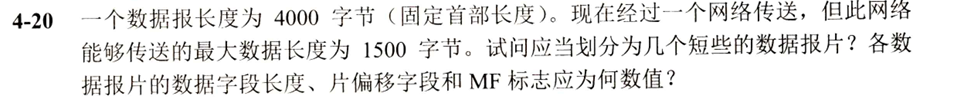 4-20 一个数据报长度为 4000 字节（固定首部长度）。现在经过一个网络传送，但此网络
能够传送的最大数据长度为 1500 字节。试问应当划分为几个短些的数据报片？各数
据报片的数据字段长度、片偏移字段和 MF 标志应为何数值？